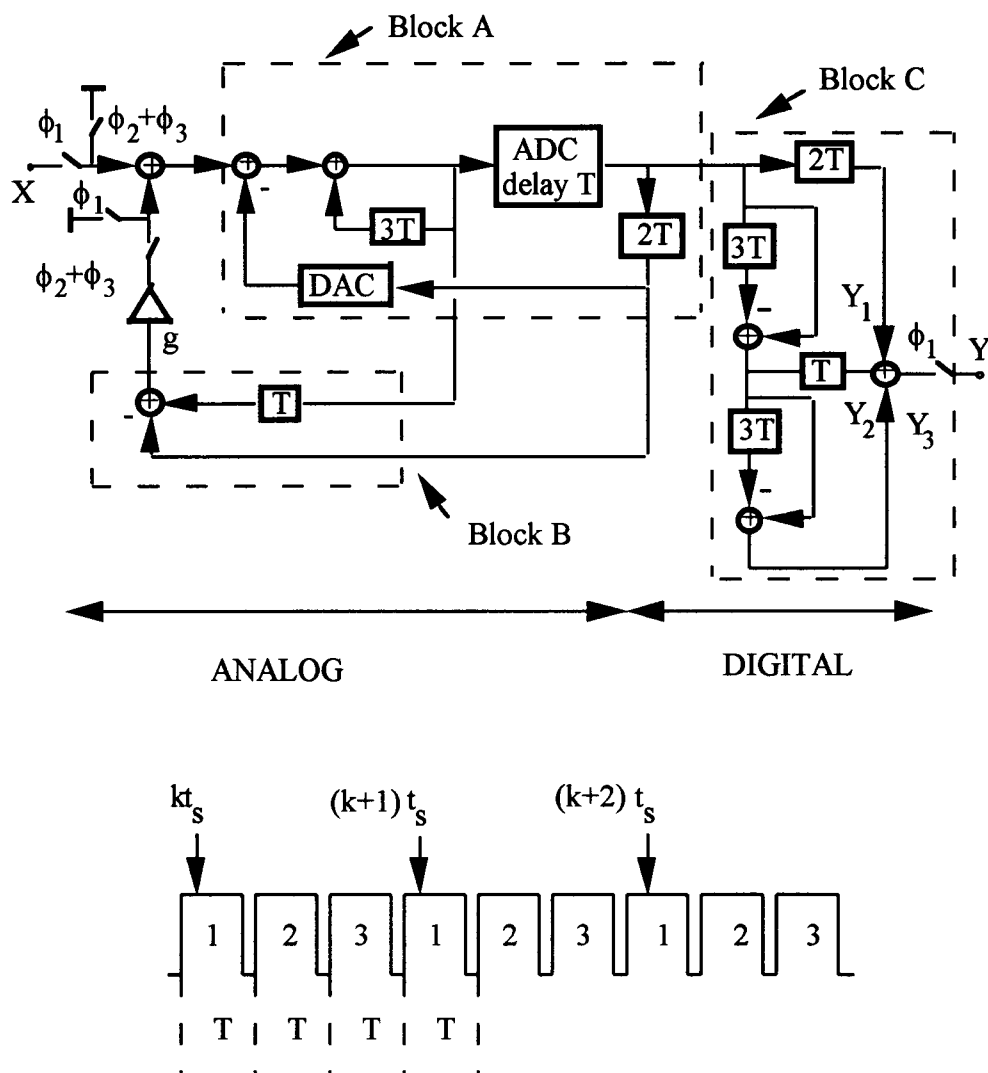 Block A
Block C
ϕ1
ϕ2+ϕ3
X
+
+
-
+
ADC
delay T
2T
3T
2T
ϕ1
3T
DAC
ϕ2+ϕ3
g
-
+
Y1
ϕ1
Y
T
+
-
+
T
Y2
Y3
3T
-
+
Block B
ANALOG
DIGITAL
kts
(k+1) ts
(k+2) ts
1 2 3 1 2 3 1 2 3
T T T T